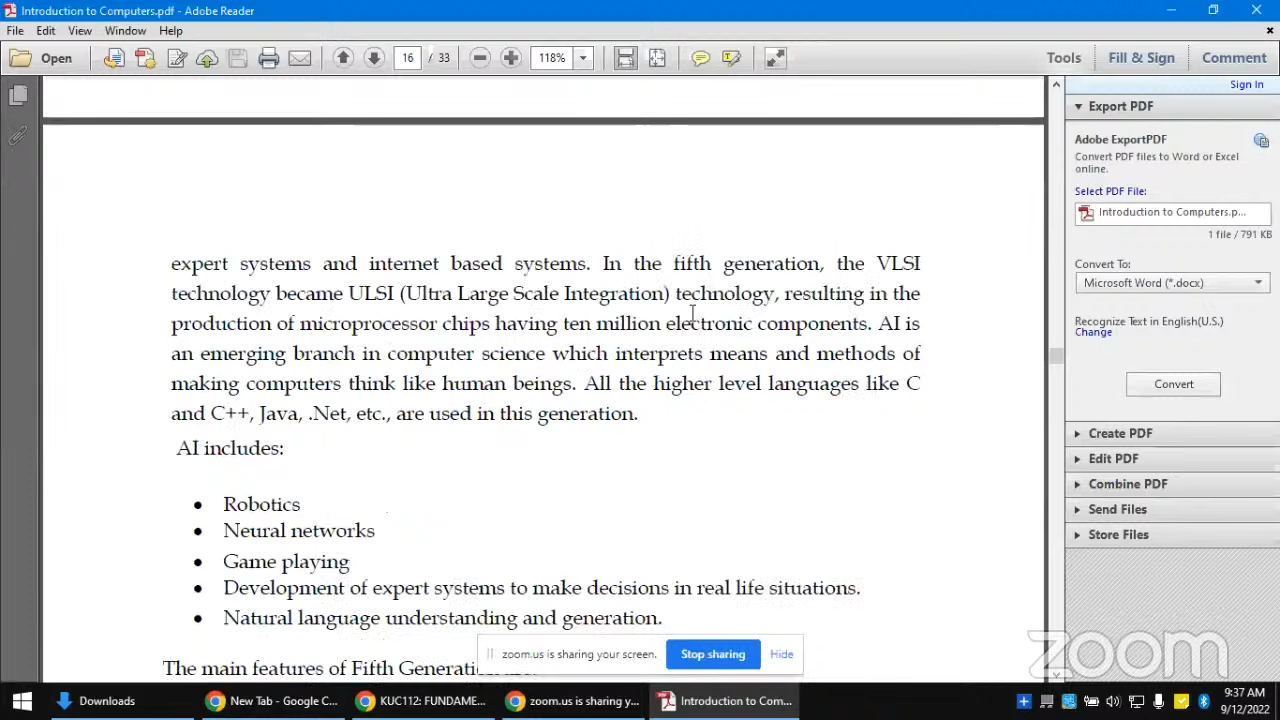 Introduction to Computers.pdf - Adobe Reader
File Edit View Window Help
Open 16 / 33 118% Tools Fill & Sign Comment
Sign In
Export PDF
Adobe ExportPDF
Convert PDF files to Word or Excel
online.
Select PDF File:
Introduction to Computers.p...
1 file / 791 KB
Convert To:
Microsoft Word (*.docx)
Recognize Text in English(U.S.)
Change
Convert
Create PDF
Edit PDF
Combine PDF
Send Files
Store Files
expert systems and internet based systems. In the fifth generation, the VLSI
technology became ULSI (Ultra Large Scale Integration) technology, resulting in the
production of microprocessor chips having ten million electronic components. AI is
an emerging branch in computer science which interprets means and methods of
making computers think like human beings. All the higher level languages like C
and C++, Java, .Net, etc., are used in this generation.
AI includes:
• Robotics
• Neural networks
• Game playing
• Development of expert systems to make decisions in real life situations.
• Natural language understanding and generation.
The main features of Fifth Generation
zoom.us is sharing your screen. Stop sharing Hide
zoom
Downloads New Tab - Google C... KUC112: FUNDAME... zoom.us is sharing y... Introduction to Com...
9:37 AM
9/12/2022